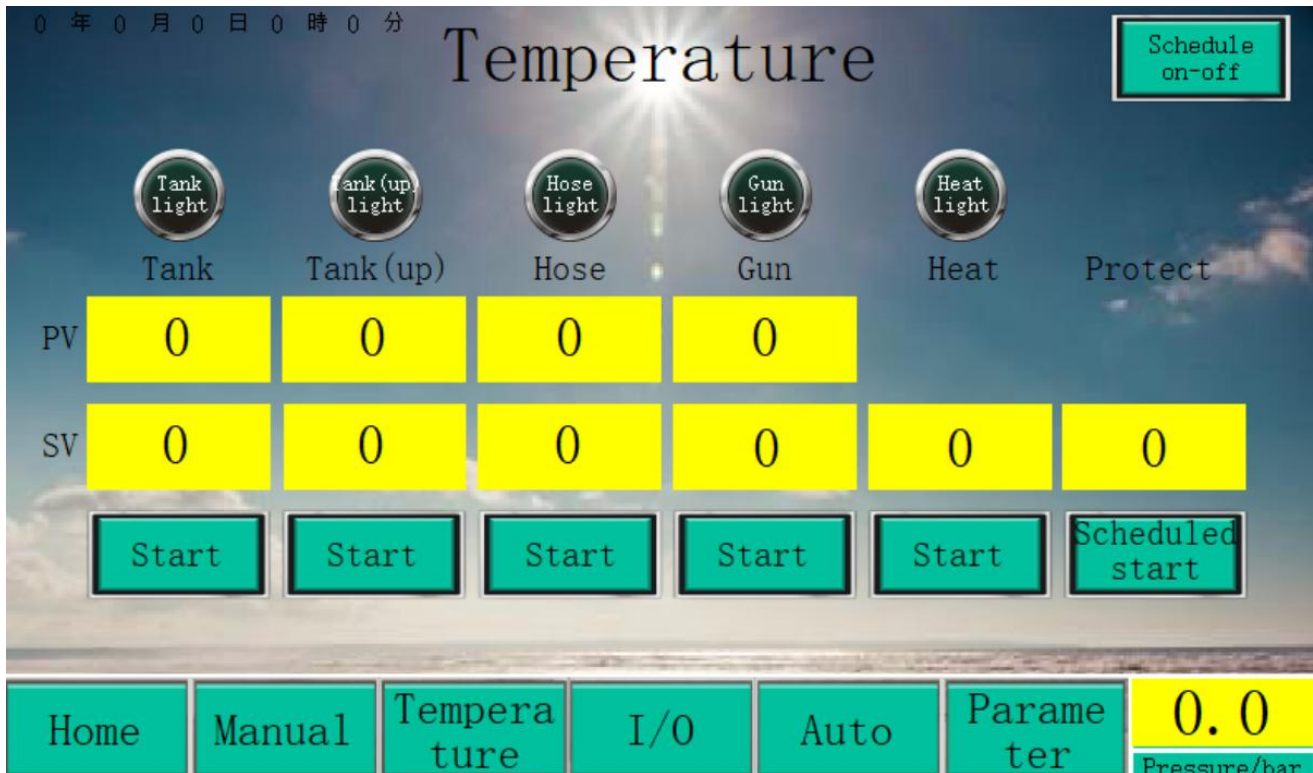 0 年 0 月 0 日 0 時 0 分
Temperature
Schedule
on-off
Tank
light
Tank(up)
light
Hose
light
Gun
light
Heat
light
Tank Tank(up) Hose Gun Heat Protect
PV 0 0 0 0
SV 0 0 0 0 0 0
Start Start Start Start Start Scheduled
start
Home Manual Tempera
ture I/O Auto Parame
ter 0.0
Pressure/bar